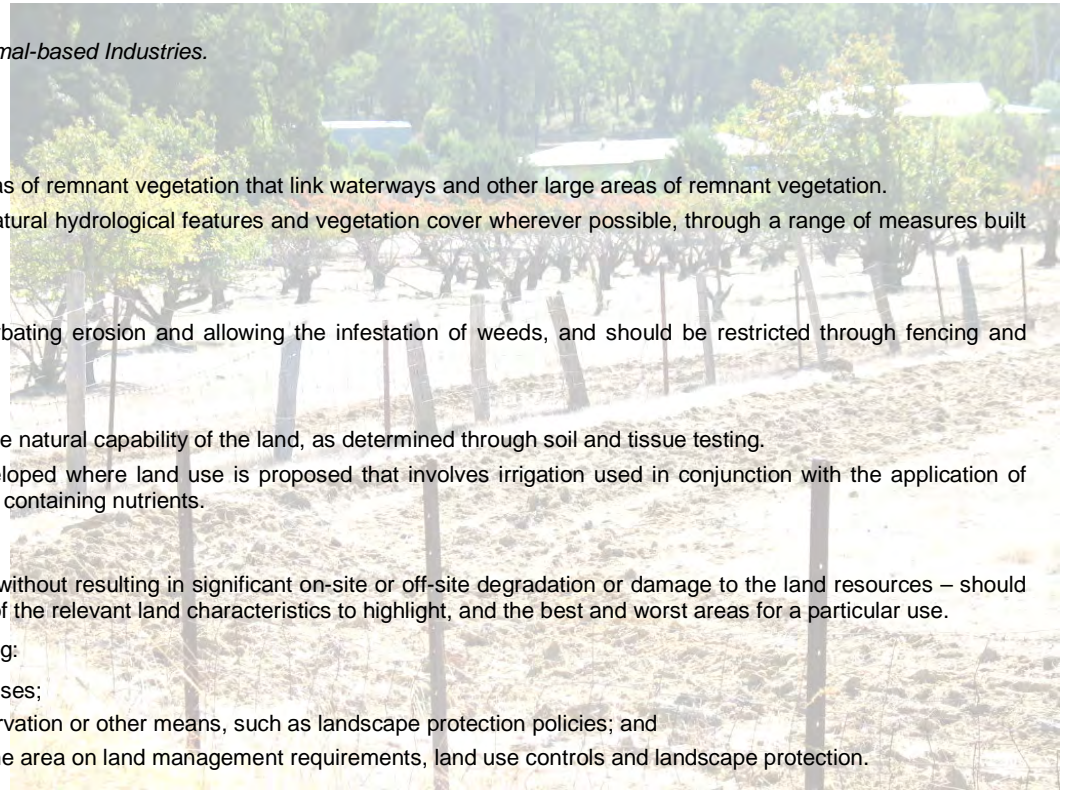 mal-based Industries.
as of remnant vegetation that link waterways and other large areas of remnant vegetation.
atural hydrological features and vegetation cover wherever possible, through a range of measures built
bating erosion and allowing the infestation of weeds, and should be restricted through fencing and
e natural capability of the land, as determined through soil and tissue testing.
eloped where land use is proposed that involves irrigation used in conjunction with the application of
containing nutrients.
without resulting in significant on-site or off-site degradation or damage to the land resources – should
of the relevant land characteristics to highlight, and the best and worst areas for a particular use.
g:
ses;
rvation or other means, such as landscape protection policies; and
ne area on land management requirements, land use controls and landscape protection.